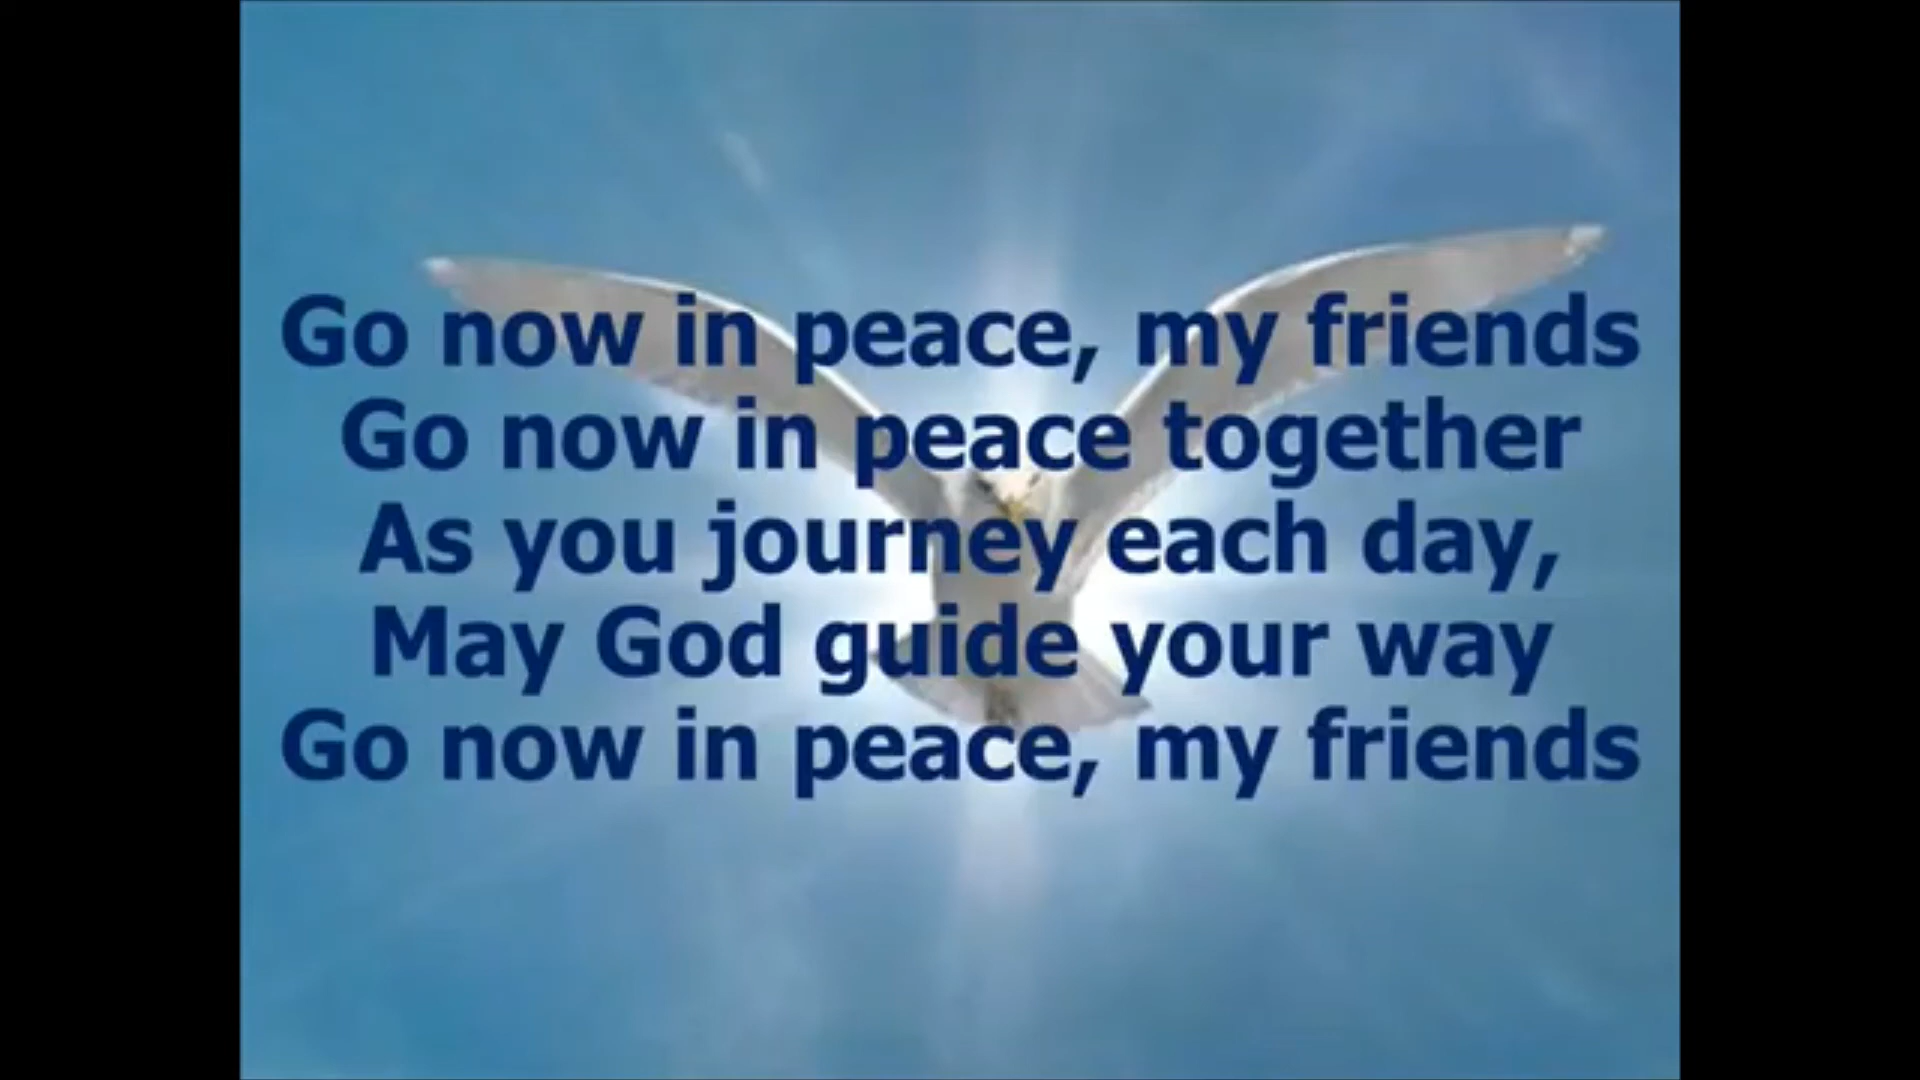 Go now in peace, my friends
Go now in peace together
As you journey each day,
May God guide your way
Go now in peace, my friends